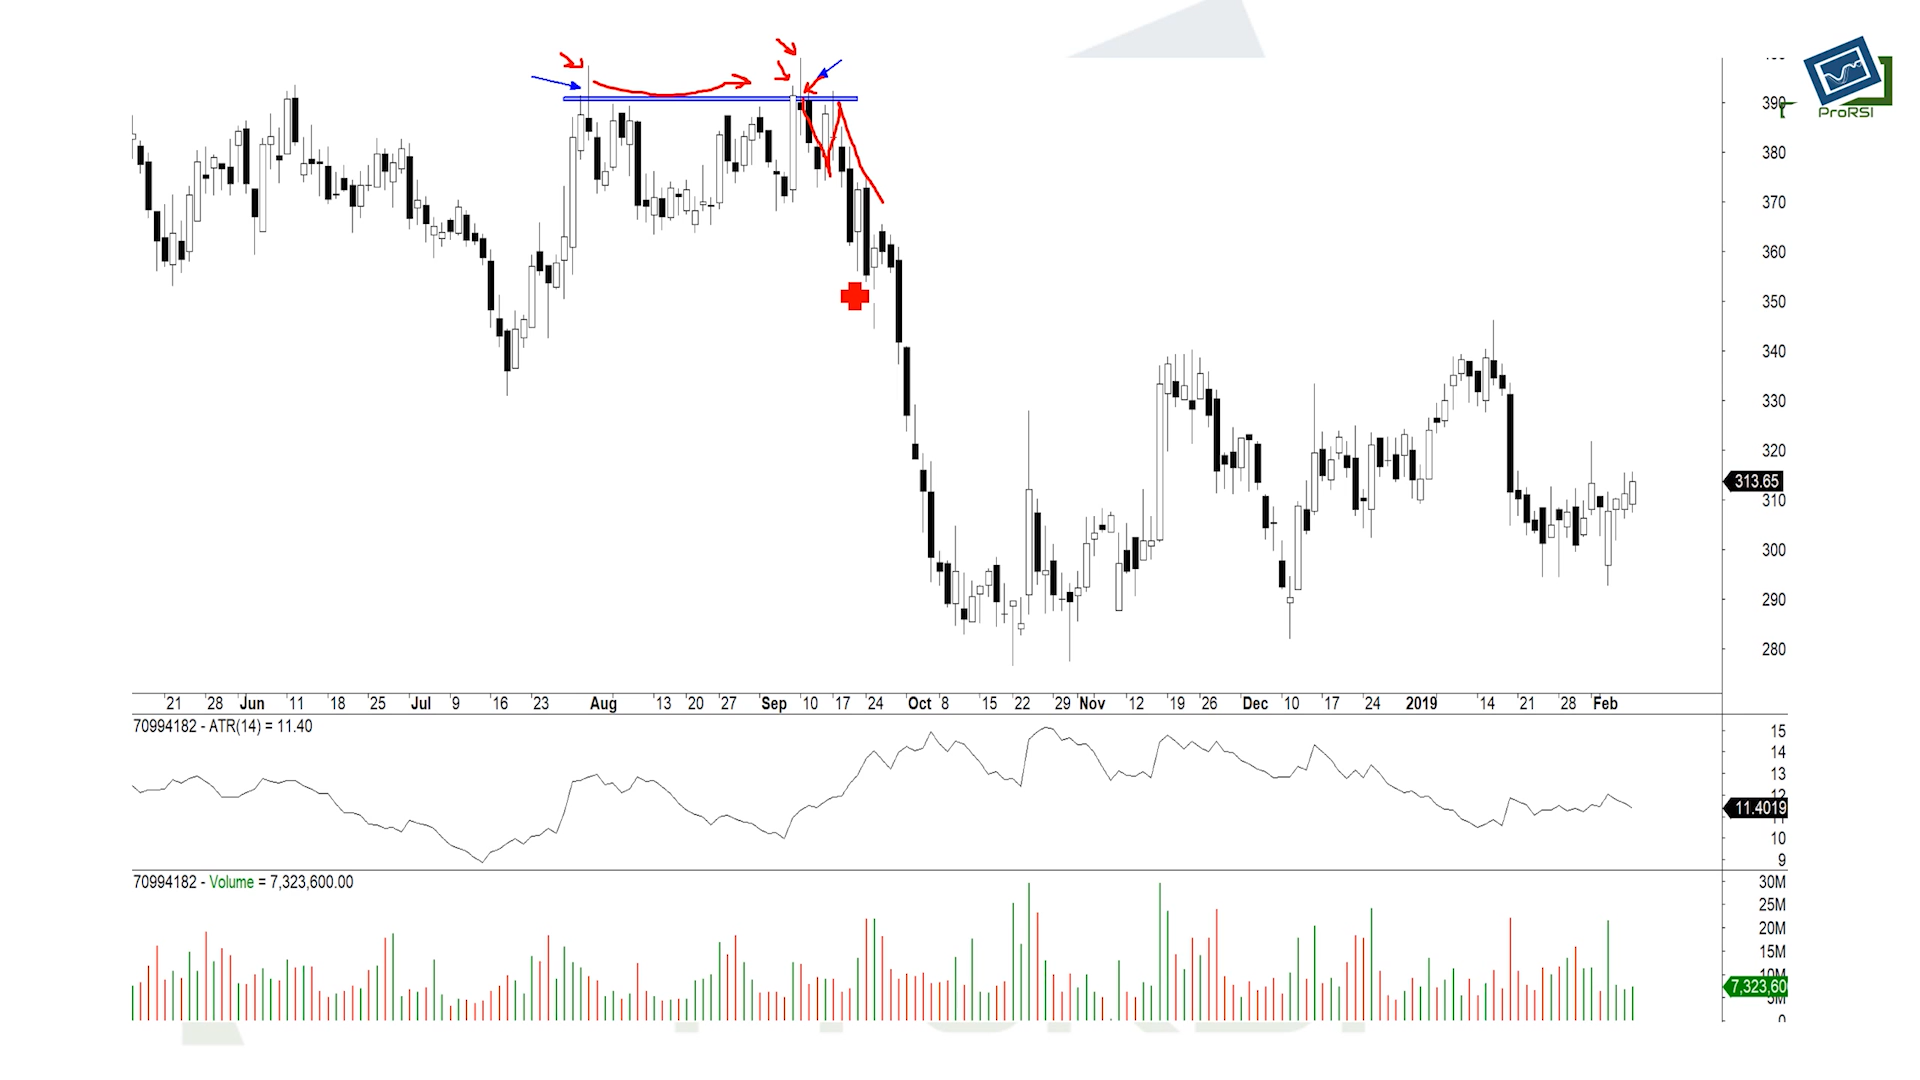 390
ProRSI
380
370
360
350
340
330
320
313.65
310
300
290
280
21 28 Jun 11 18 25 Jul 9 16 23 Aug 13 20 27 Sep 10 17 24 Oct 8 15 22 29 Nov 12 19 26 Dec 10 17 24 2019 14 21 28 Feb
70994182 - ATR(14) = 11.40
15
14
13
12
11.4019
10
9
70994182 - Volume = 7,323,600.00
30M
25M
20M
15M
10M
7,323,60
5M
0